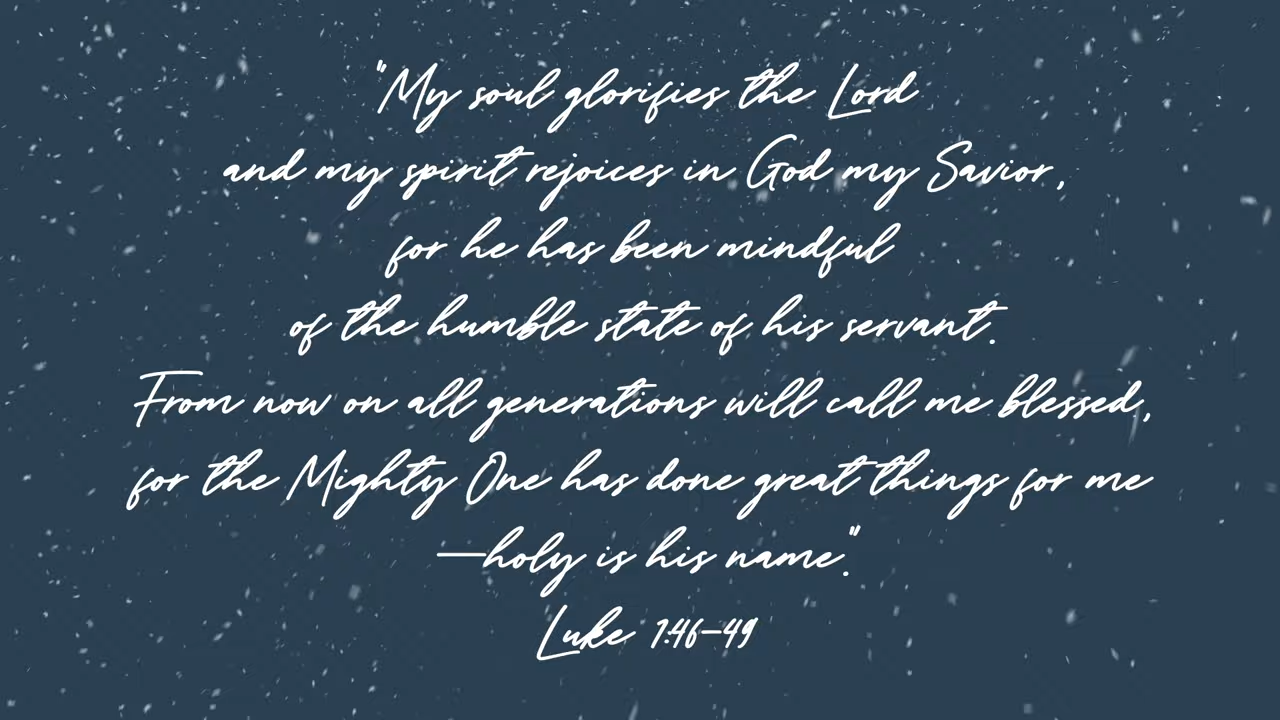 "My soul glorifies the Lord
and my spirit rejoices in God my Savior,
for he has been mindful
of the humble state of his servant.
From now on all generations will call me blessed,
for the Mighty One has done great things for me
—holy is his name."
Luke 1:46–49